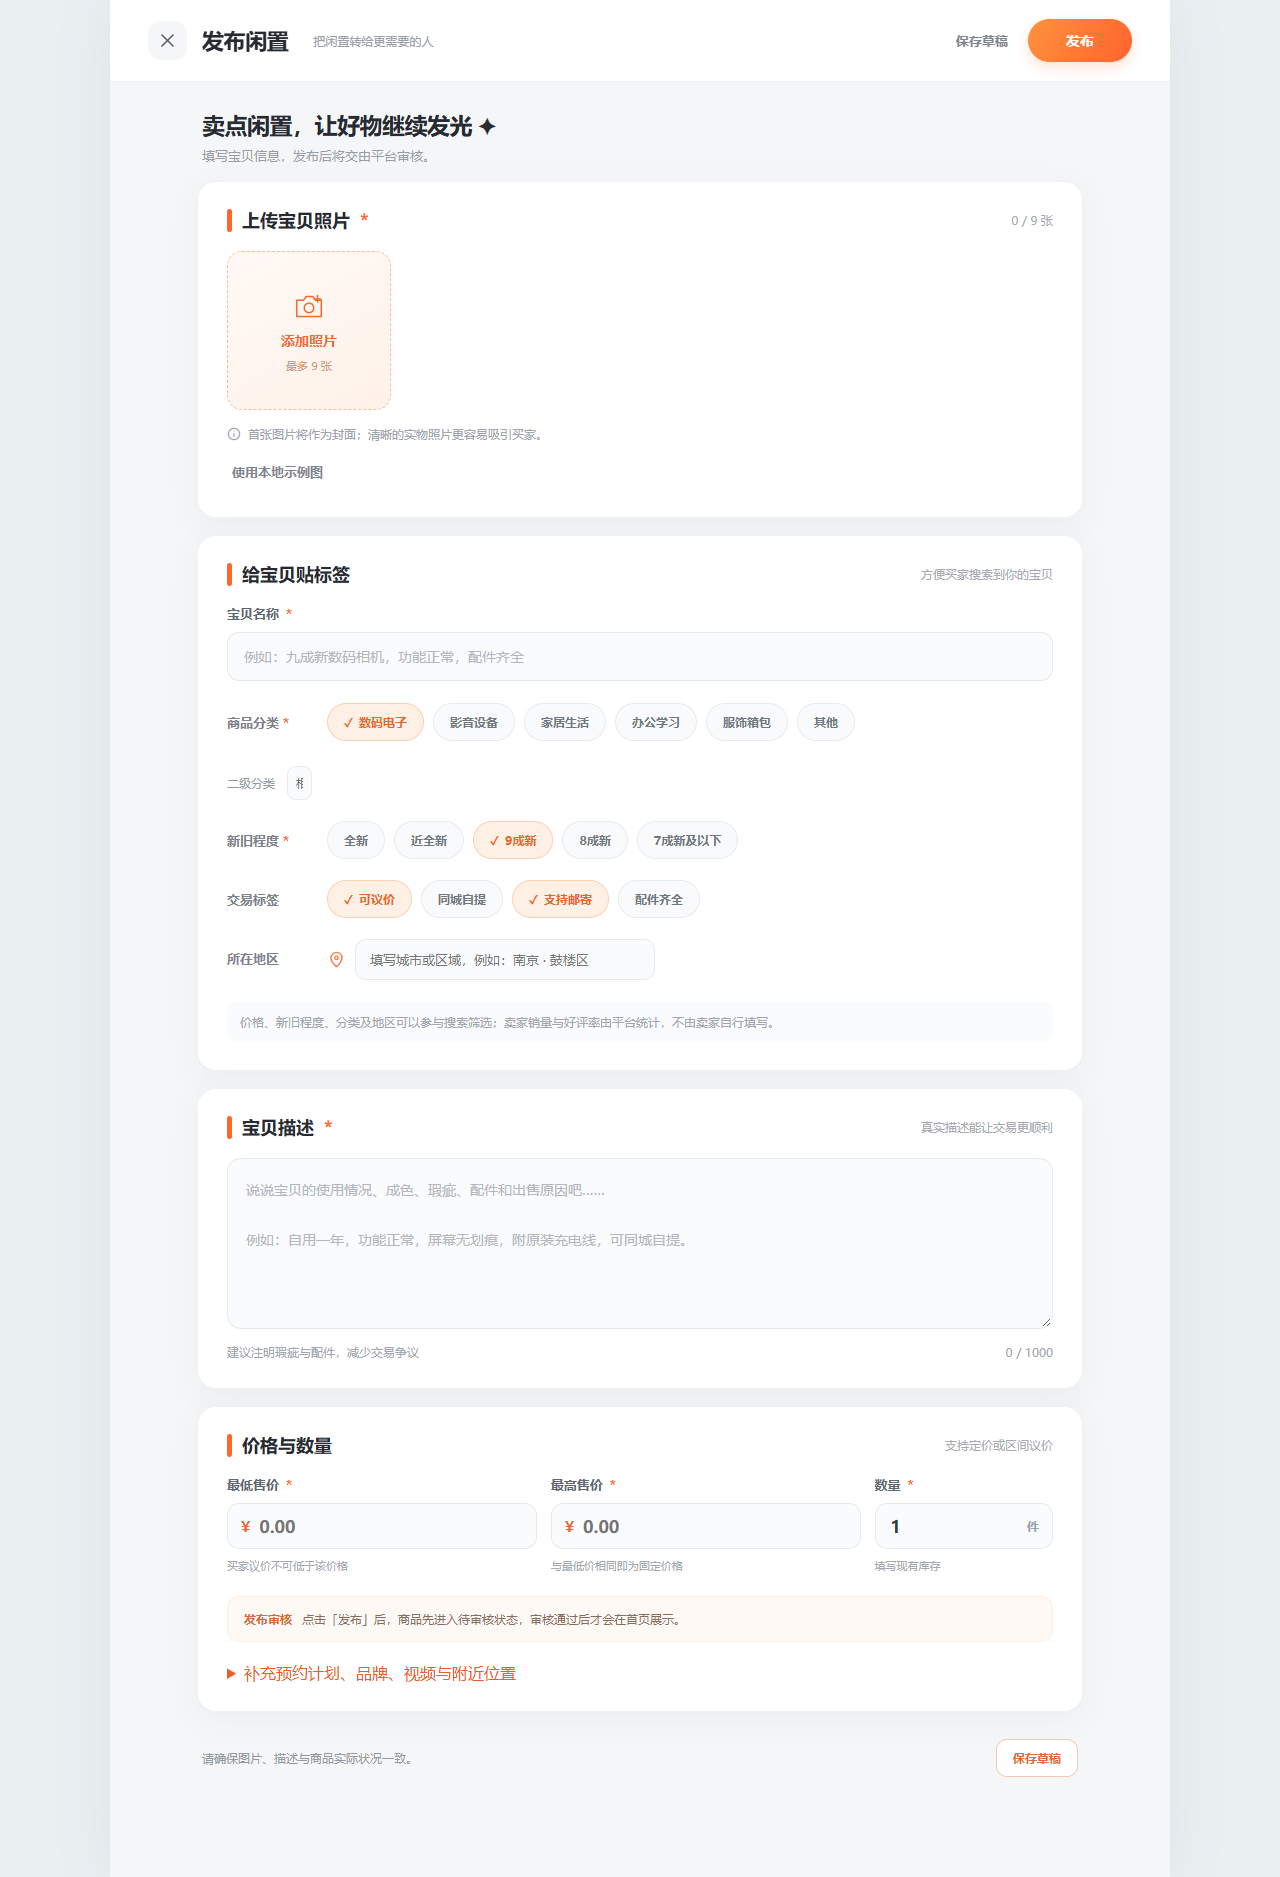 发布闲置
把闲置转给更需要的人
保存草稿
发布
卖点闲置，让好物继续发光 ✦
填写宝贝信息，发布后将交由平台审核。
上传宝贝照片 *
0 / 9 张
添加照片
最多 9 张
首张图片将作为封面；清晰的实物照片更容易吸引买家。
使用本地示例图
给宝贝贴标签
方便买家搜索到你的宝贝
宝贝名称 *
例如：九成新数码相机，功能正常，配件齐全
商品分类 * ✓ 数码电子 影音设备 家居生活 办公学习 服饰箱包 其他
二级分类
新旧程度 * 全新 近全新 ✓ 9成新 8成新 7成新及以下
交易标签 ✓ 可议价 同城自提 ✓ 支持邮寄 配件齐全
所在地区 填写城市或区域，例如：南京 · 鼓楼区
价格、新旧程度、分类及地区可以参与搜索筛选；卖家销量与好评率由平台统计，不由卖家自行填写。
宝贝描述 *
真实描述能让交易更顺利
说说宝贝的使用情况、成色、瑕疵、配件和出售原因吧……
例如：自用一年，功能正常，屏幕无划痕，附原装充电线，可同城自提。
建议注明瑕疵与配件，减少交易争议
0 / 1000
价格与数量
支持定价或区间议价
最低售价 * 最高售价 * 数量 *
¥ 0.00 ¥ 0.00 1 件
买家议价不可低于该价格 与最低价相同即为固定价格 填写现有库存
发布审核 点击「发布」后，商品先进入待审核状态，审核通过后才会在首页展示。
▶ 补充预约计划、品牌、视频与附近位置
请确保图片、描述与商品实际状况一致。
保存草稿